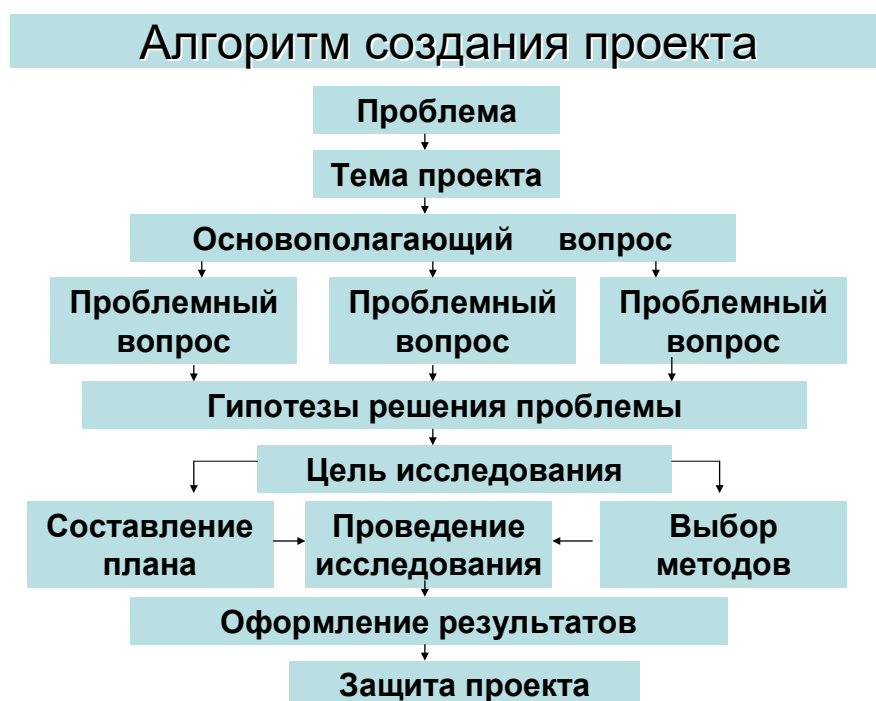 Алгоритм создания проекта
Проблема
Тема проекта
Основополагающий вопрос
Проблемный
вопрос
Проблемный
вопрос
Проблемный
вопрос
Гипотезы решения проблемы
Цель исследования
Составление
плана
Проведение
исследования
Выбор
методов
Оформление результатов
Защита проекта